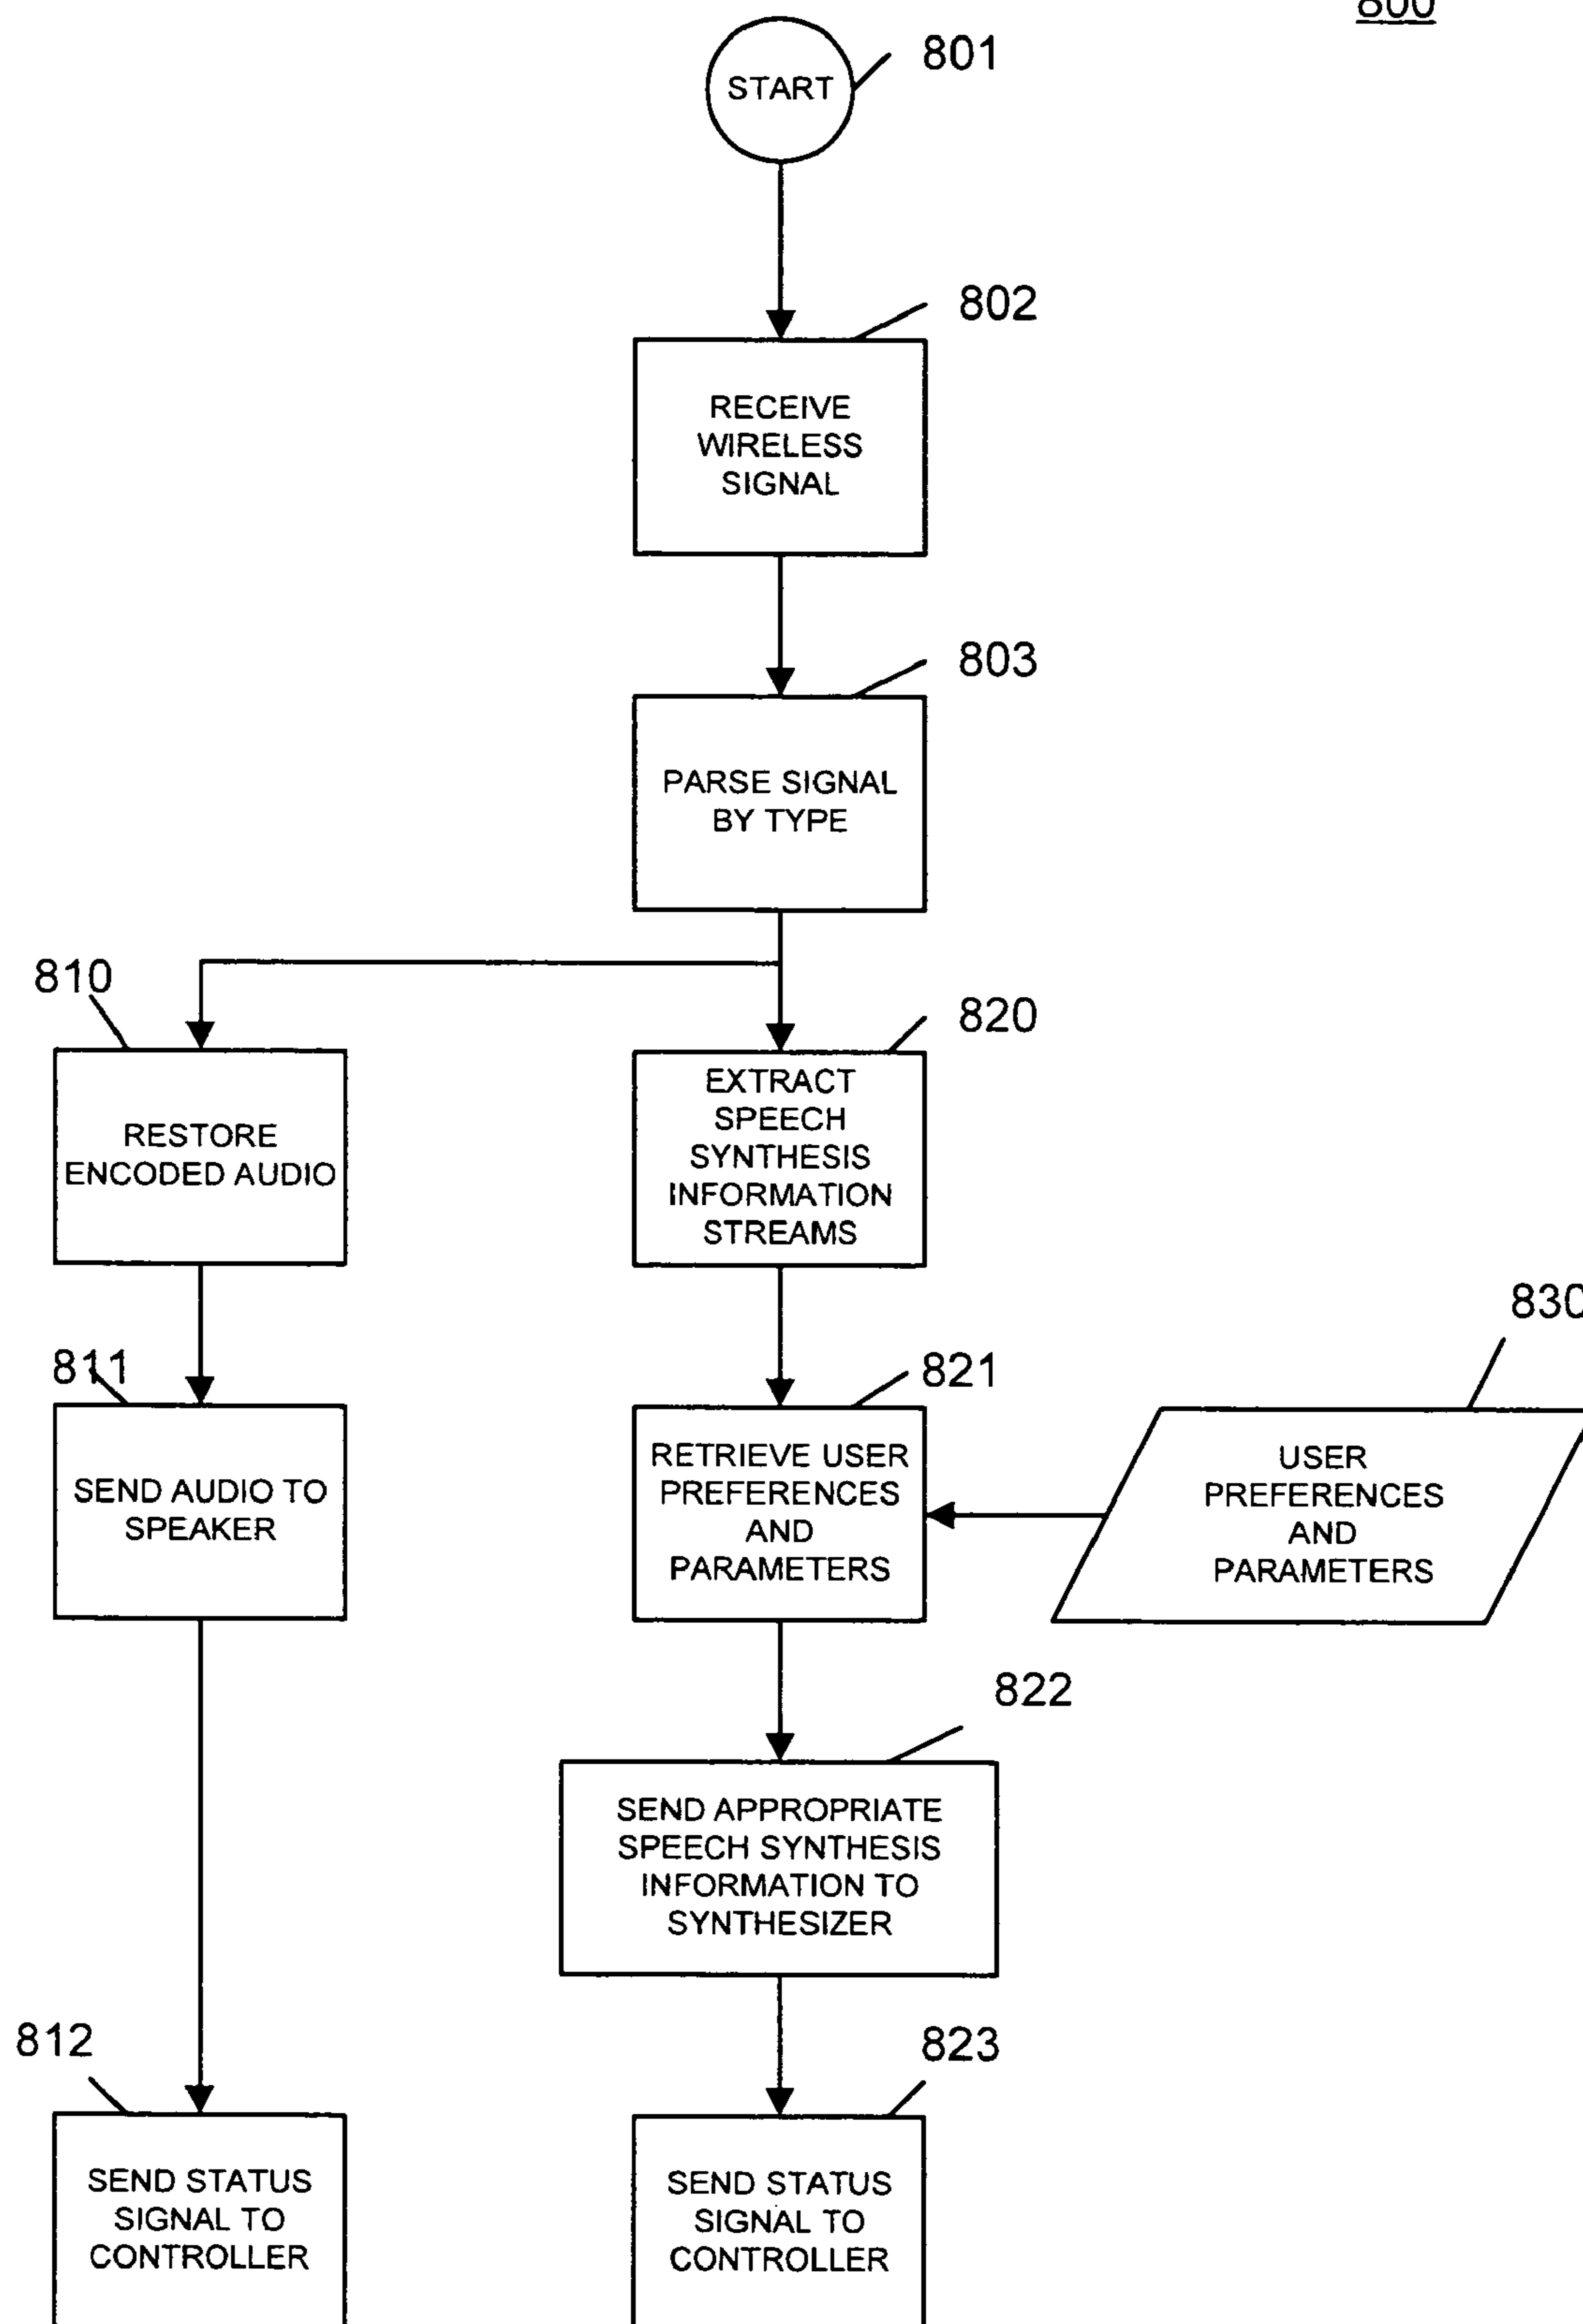 800
801
START
802
RECEIVE
WIRELESS
SIGNAL
803
PARSE SIGNAL
BY TYPE
810
RESTORE
ENCODED AUDIO
820
EXTRACT
SPEECH
SYNTHESIS
INFORMATION
STREAMS
811
SEND AUDIO TO
SPEAKER
821
RETRIEVE USER
PREFERENCES
AND
PARAMETERS
830
USER
PREFERENCES
AND
PARAMETERS
822
SEND APPROPRIATE
SPEECH SYNTHESIS
INFORMATION TO
SYNTHESIZER
812
SEND STATUS
SIGNAL TO
CONTROLLER
823
SEND STATUS
SIGNAL TO
CONTROLLER